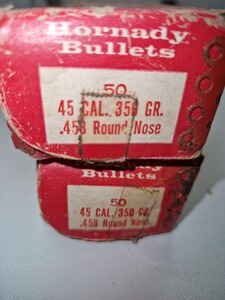 Hornady
Bullets
50
45 CAL. 350 GR.
.458 Round Nose
Bullets
50
45 CAL. 350 GR.
.458 Round Nose